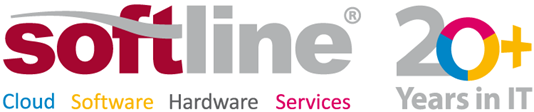 softline®
Cloud Software Hardware Services
20+
Years in IT